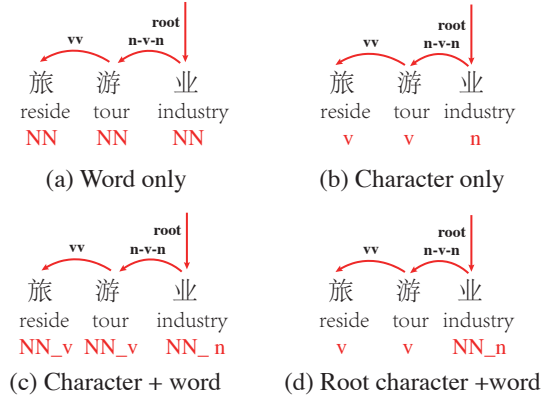 root
vv n-v-n
旅 游 业
reside tour industry
NN NN NN
(a) Word only
root
vv n-v-n
旅 游 业
reside tour industry
v v n
(b) Character only
root
vv n-v-n
旅 游 业
reside tour industry
NN_v NN_v NN_ n
(c) Character + word
root
vv n-v-n
旅 游 业
reside tour industry
v v NN_n
(d) Root character +word